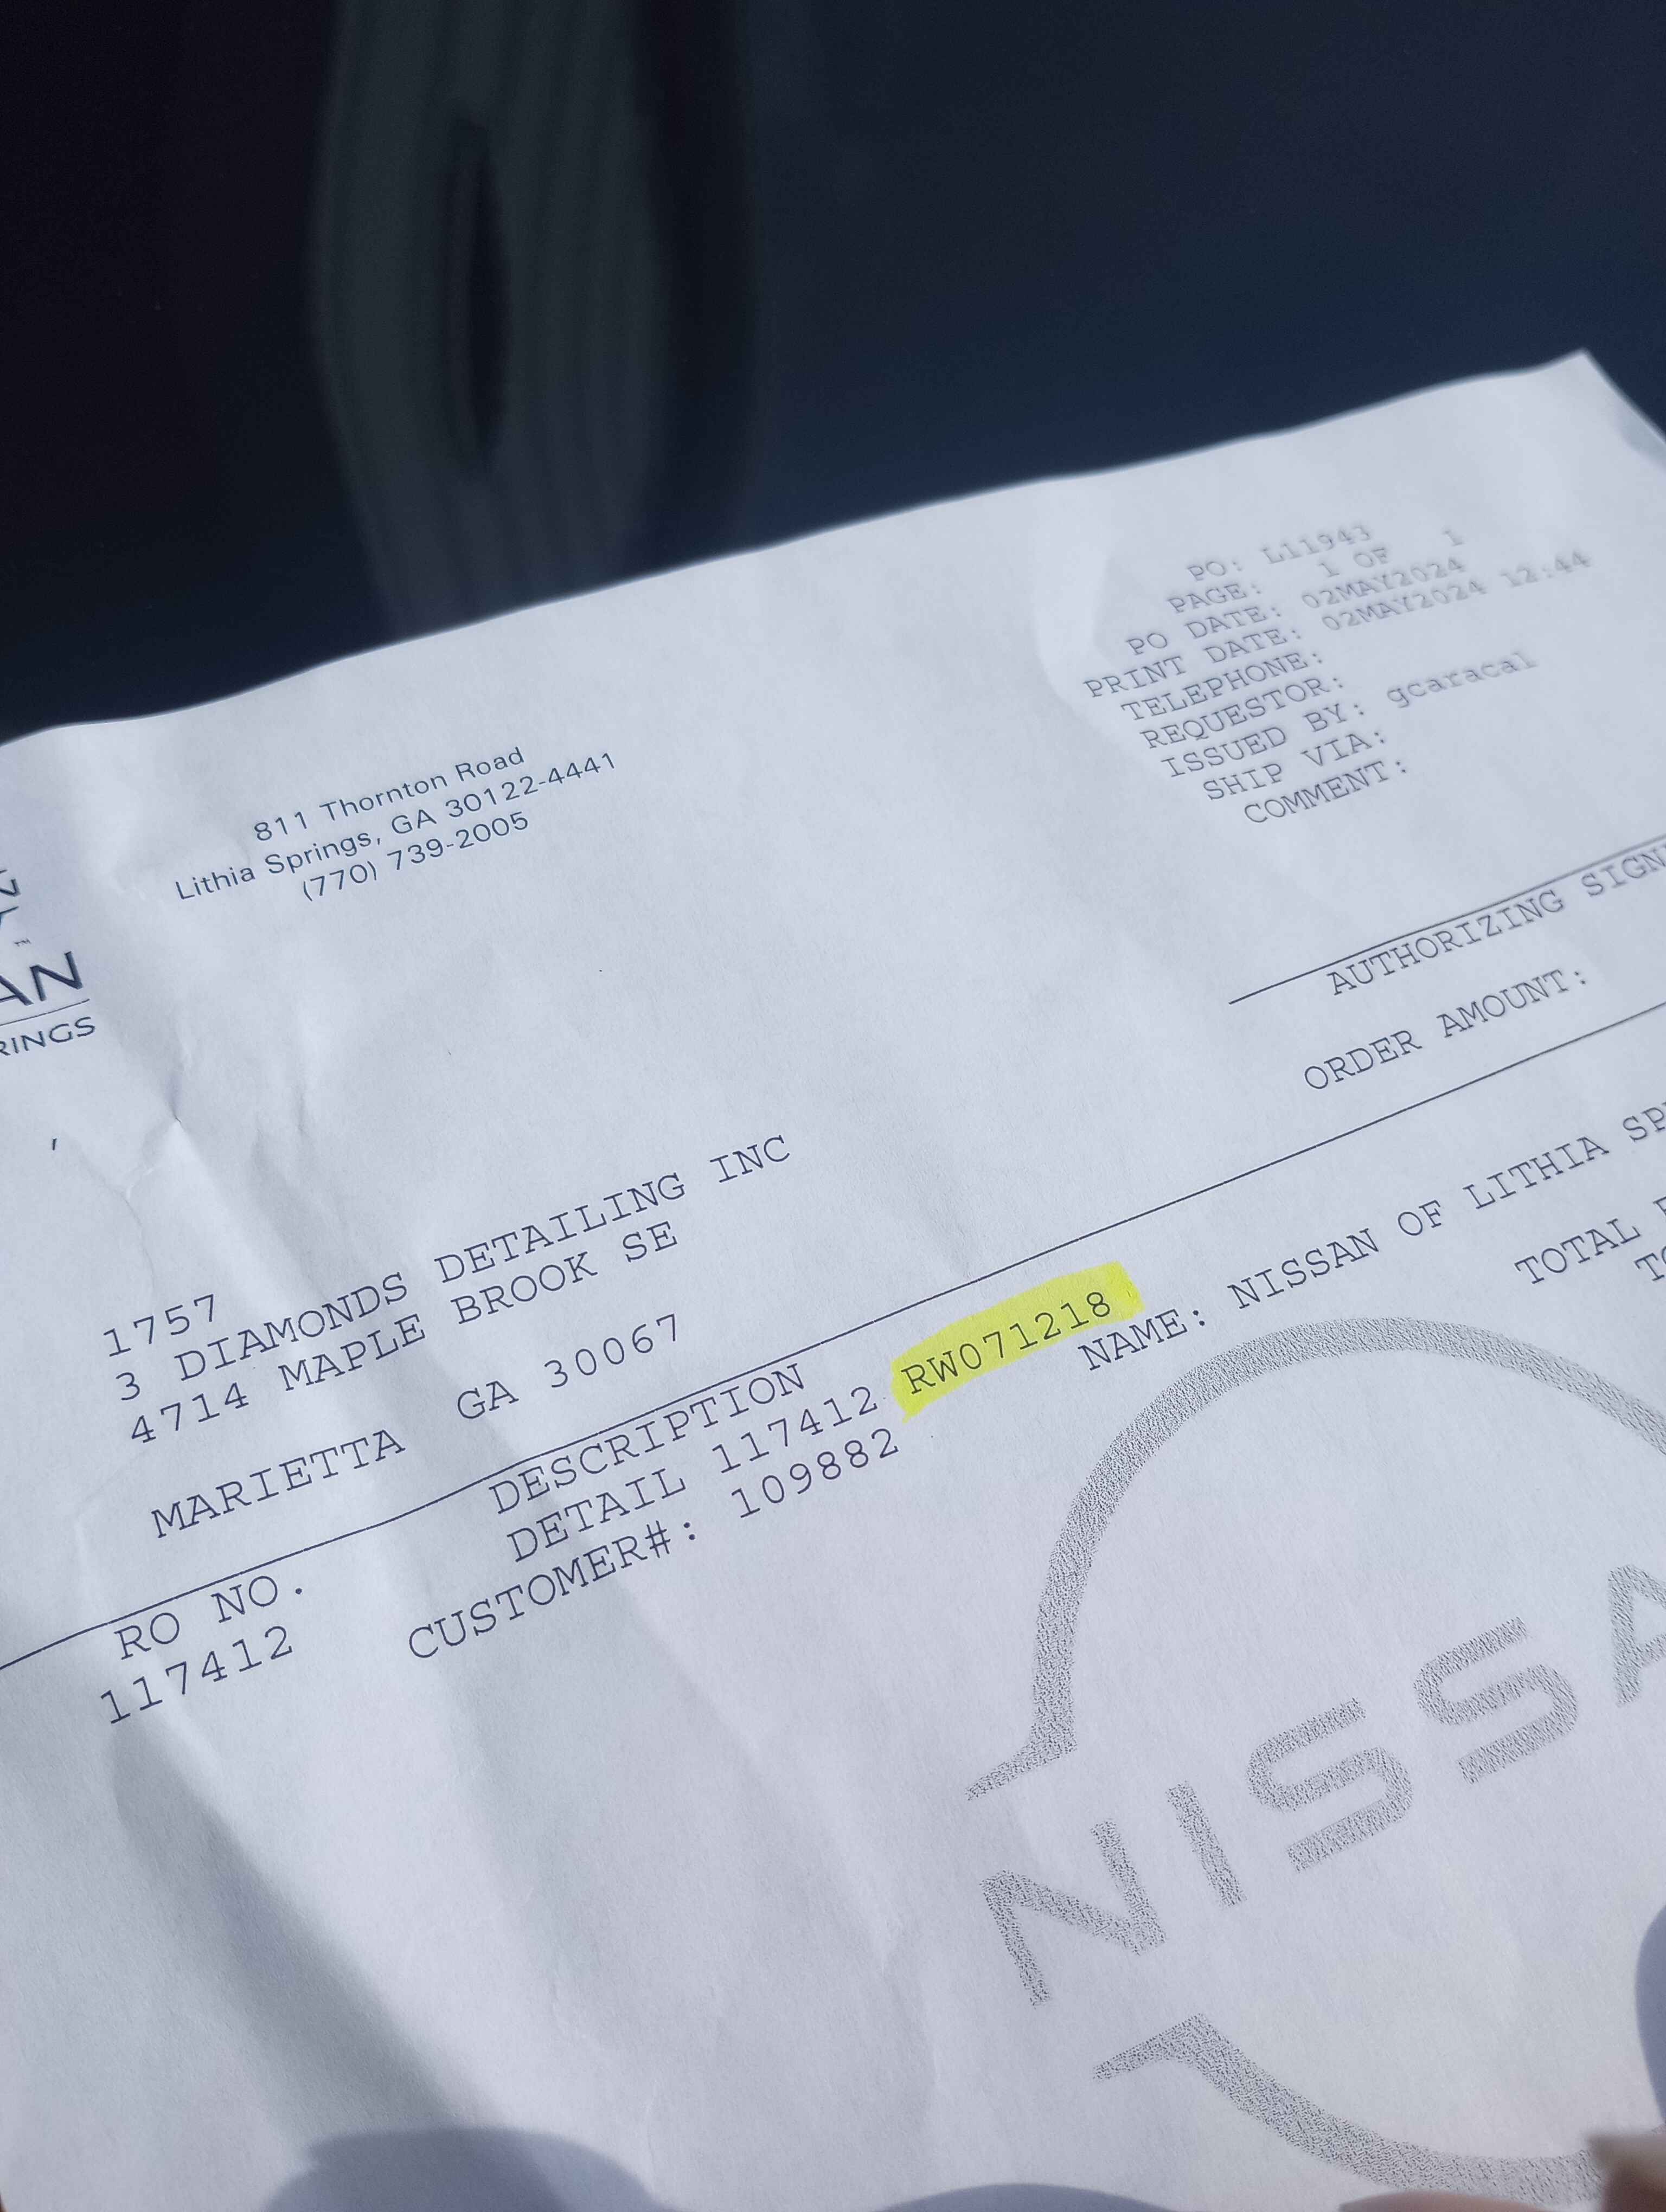 811 Thornton Road
Lithia Springs, GA 30122-4441
(770) 739-2005
PO: L11943
PAGE: 1 OF 1
PO DATE: 02MAY2024
PRINT DATE: 02MAY2024 12:44
TELEPHONE:
REQUESTOR:
ISSUED BY: gcaracal
SHIP VIA:
COMMENT:
AN
RINGS
AUTHORIZING SIGN
ORDER AMOUNT:
1757
3 DIAMONDS DETAILING INC
4714 MAPLE BROOK SE
MARIETTA GA 30067
RO NO. DESCRIPTION
117412 DETAIL 117412 RW071218
CUSTOMER#: 109882 NAME: NISSAN OF LITHIA SP
TOTAL
TO
NISSA